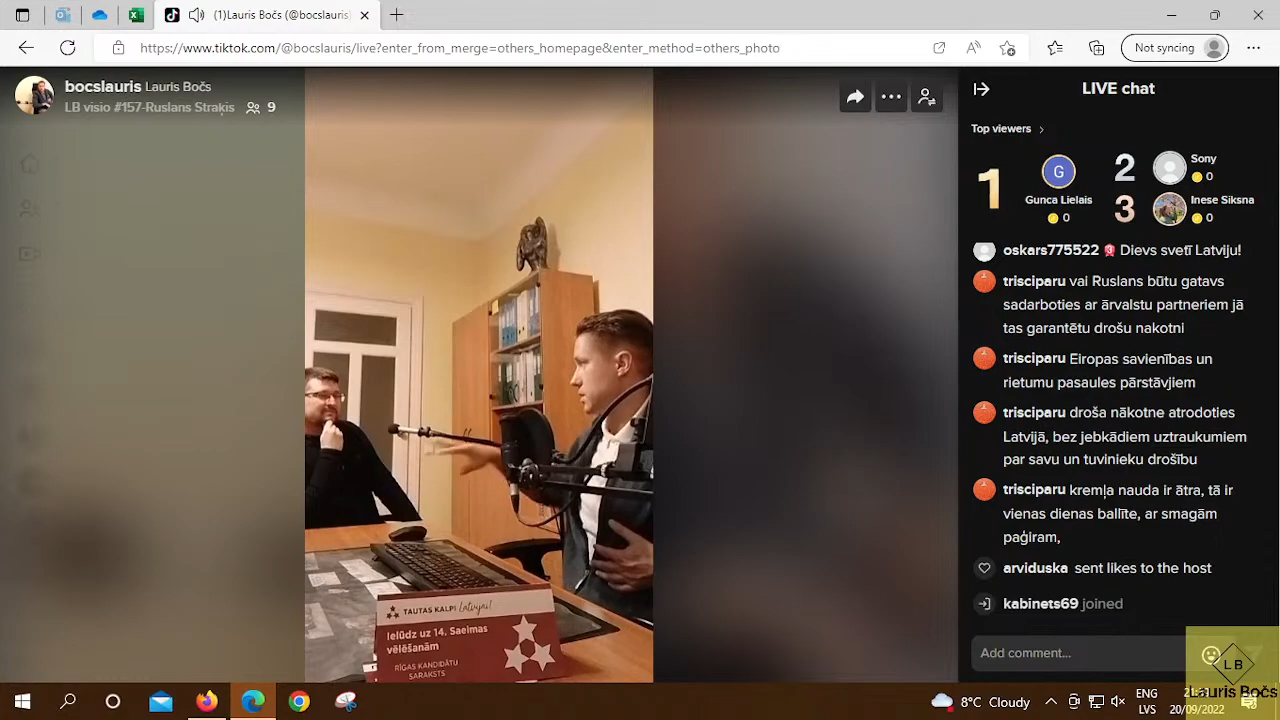 (1)Lauris Bočs (@bocslauris)
https://www.tiktok.com/@bocslauris/live?enter_from_merge=others_homepage&enter_method=others_photo
Not syncing
bocslauris Lauris Bočs
LB visio #157-Ruslans Straķis 9
LIVE chat
Top viewers
1
G
Gunca Lielais
0
2
Sony
0
3
Inese Siksna
0
oskars775522 3 Dievs svetī Latviju!
trisciparu vai Ruslans būtu gatavs
sadarboties ar ārvalstu partneriem jā
tas garantētu drošu nakotni
trisciparu Eiropas savienības un
rietumu pasaules pārstāvjiem
trisciparu droša nākotne atrodoties
Latvijā, bez jebkādiem uztraukumiem
par savu un tuvinieku drošību
trisciparu kremļa nauda ir ātra, tā ir
vienas dienas ballīte, ar smagām
paģiram,
arviduska sent likes to the host
kabinets69 joined
Add comment...
TAUTAS KALPI Latvijai!
Ielūdz uz 14. Saeimas
vēlēšanām
RĪGAS KANDIDĀTU
SARAKSTS
LB
Lauris Bočs
8°C Cloudy
ENG
LVS
20/09/2022